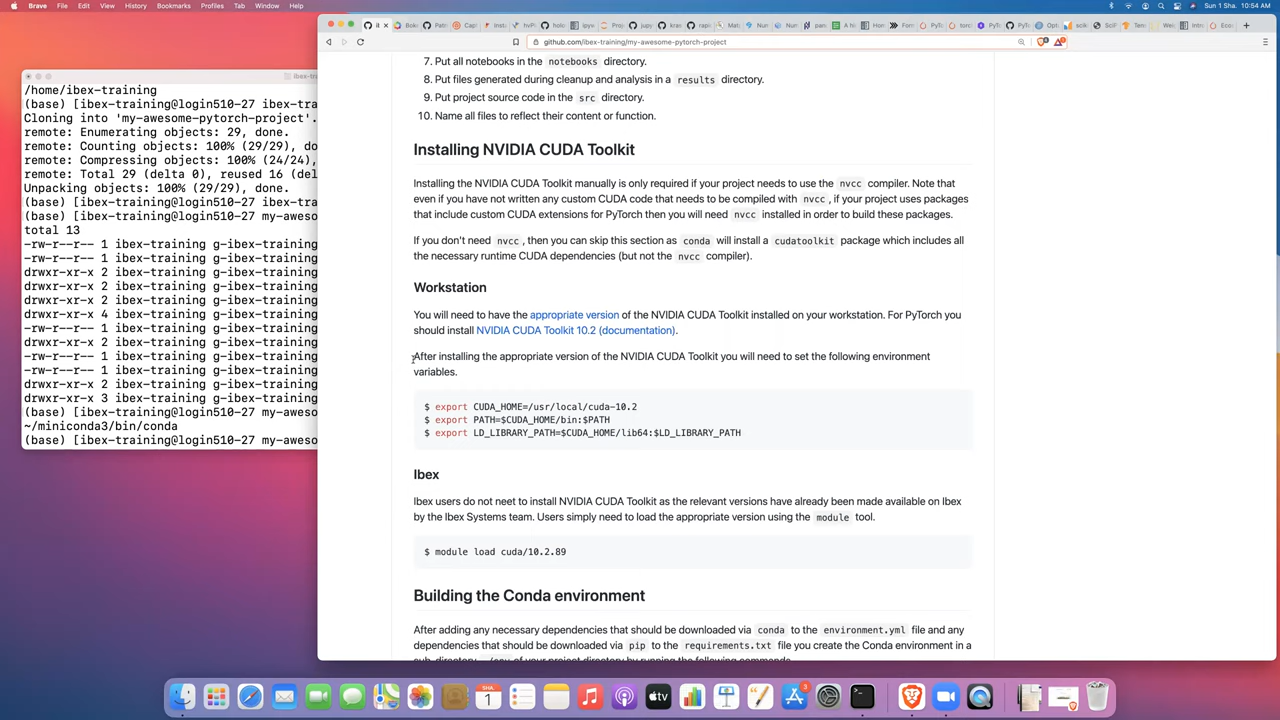 Brave File Edit View History Bookmarks Profiles Tab Window Help
Sun 1 Sha. 10:54 AM
github.com/ibex-training/my-awesome-pytorch-project
ibex-tra
/home/ibex-training
(base) [ibex-training@login510-27 ibex-tra
Cloning into 'my-awesome-pytorch-project'.
remote: Enumerating objects: 29, done.
remote: Counting objects: 100% (29/29), do
remote: Compressing objects: 100% (24/24),
remote: Total 29 (delta 0), reused 16 (del
Unpacking objects: 100% (29/29), done.
(base) [ibex-training@login510-27 ibex-tra
(base) [ibex-training@login510-27 my-aweso
total 13
-rw-r--r-- 1 ibex-training g-ibex-training
-rw-r--r-- 1 ibex-training g-ibex-training
drwxr-xr-x 2 ibex-training g-ibex-training
drwxr-xr-x 2 ibex-training g-ibex-training
drwxr-xr-x 4 ibex-training g-ibex-training
-rw-r--r-- 1 ibex-training g-ibex-training
drwxr-xr-x 2 ibex-training g-ibex-training
-rw-r--r-- 1 ibex-training g-ibex-training
-rw-r--r-- 1 ibex-training g-ibex-training
drwxr-xr-x 2 ibex-training g-ibex-training
drwxr-xr-x 3 ibex-training g-ibex-training
(base) [ibex-training@login510-27 my-aweso
~/miniconda3/bin/conda
(base) [ibex-training@login510-27 my-aweso
7. Put all notebooks in the notebooks directory.
8. Put files generated during cleanup and analysis in a results directory.
9. Put project source code in the src directory.
10. Name all files to reflect their content or function.
Installing NVIDIA CUDA Toolkit
Installing the NVIDIA CUDA Toolkit manually is only required if your project needs to use the nvcc compiler. Note that
even if you have not written any custom CUDA code that needs to be compiled with nvcc, if your project uses packages
that include custom CUDA extensions for PyTorch then you will need nvcc installed in order to build these packages.
If you don't need nvcc, then you can skip this section as conda will install a cudatoolkit package which includes all
the necessary runtime CUDA dependencies (but not the nvcc compiler).
Workstation
You will need to have the appropriate version of the NVIDIA CUDA Toolkit installed on your workstation. For PyTorch you
should install NVIDIA CUDA Toolkit 10.2 (documentation).
After installing the appropriate version of the NVIDIA CUDA Toolkit you will need to set the following environment
variables.
$ export CUDA_HOME=/usr/local/cuda-10.2
$ export PATH=$CUDA_HOME/bin:$PATH
$ export LD_LIBRARY_PATH=$CUDA_HOME/lib64:$LD_LIBRARY_PATH
Ibex
Ibex users do not neet to install NVIDIA CUDA Toolkit as the relevant versions have already been made available on Ibex
by the Ibex Systems team. Users simply need to load the appropriate version using the module tool.
$ module load cuda/10.2.89
Building the Conda environment
After adding any necessary dependencies that should be downloaded via conda to the environment.yml file and any
dependencies that should be downloaded via pip to the requirements.txt file you create the Conda environment in a
SHA.
1
tv
3